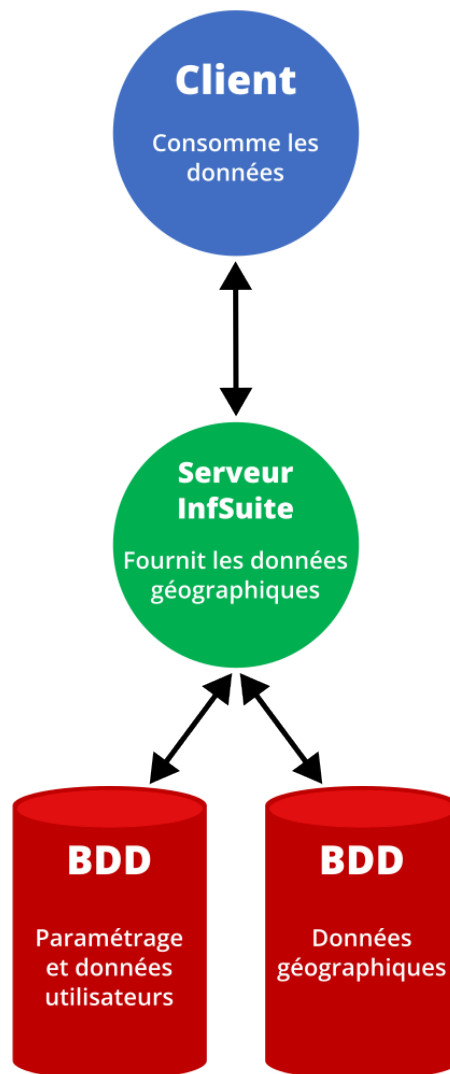 Client
Consomme les
données
Serveur
InfSuite
Fournit les données
géographiques
BDD
Paramétrage
et données
utilisateurs
BDD
Données
géographiques